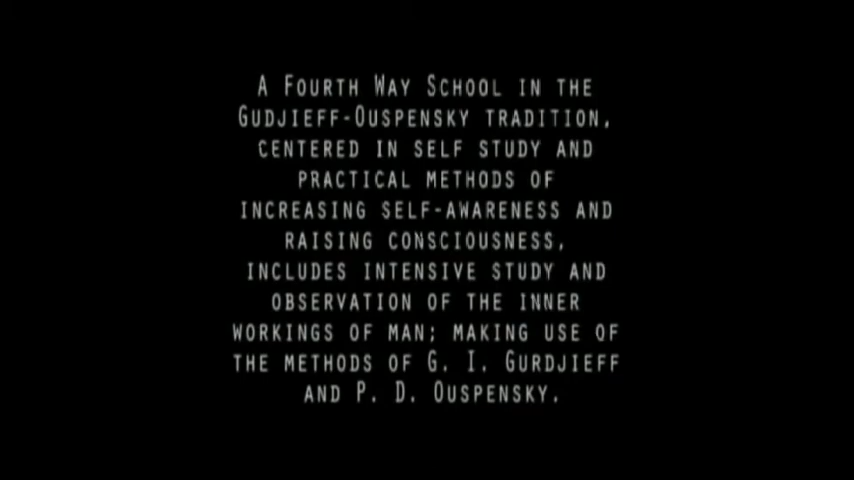 A Fourth Way School in the
Gudjieff-Ouspensky tradition,
centered in self study and
practical methods of
increasing self-awareness and
raising consciousness,
includes intensive study and
observation of the inner
workings of man; making use of
the methods of G. I. Gurdjieff
and P. D. Ouspensky.